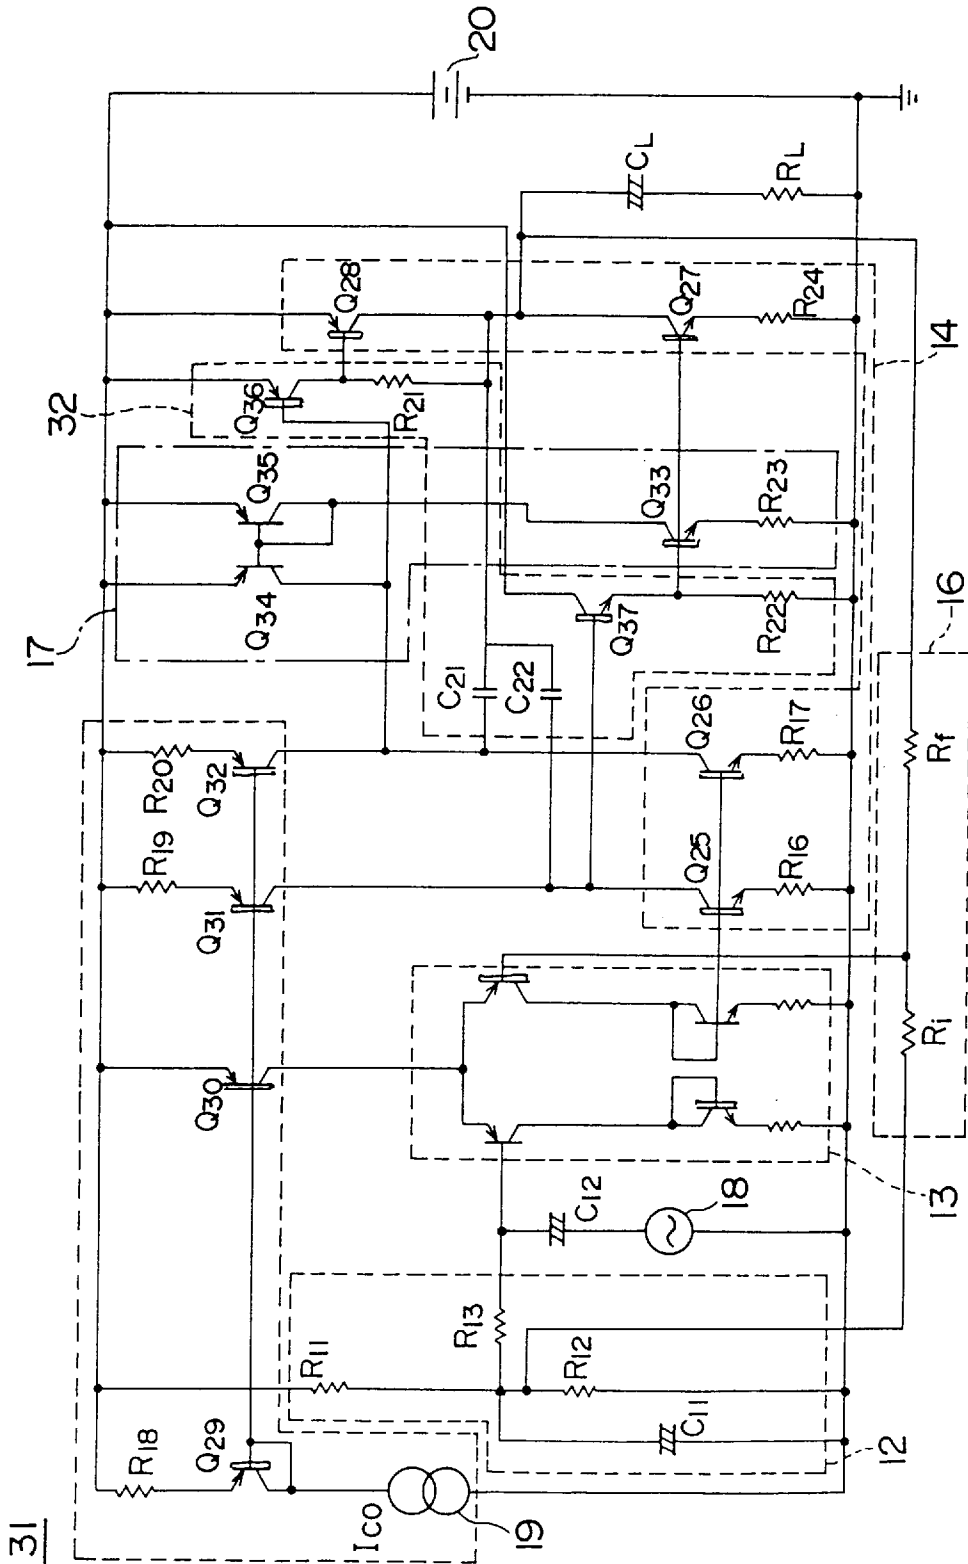 31
17
32
R18
Q29
ICO
19
R11
R13
R12
C11
12
C12
18
Q30
13
R19
Q31
R20
Q32
Q25
R16
Q26
R17
C21
C22
Q34
Q35
Q36
R21
Q28
Q37
R22
Q33
R23
Q27
R24
14
16
Ri
Rf
CL
RL
20